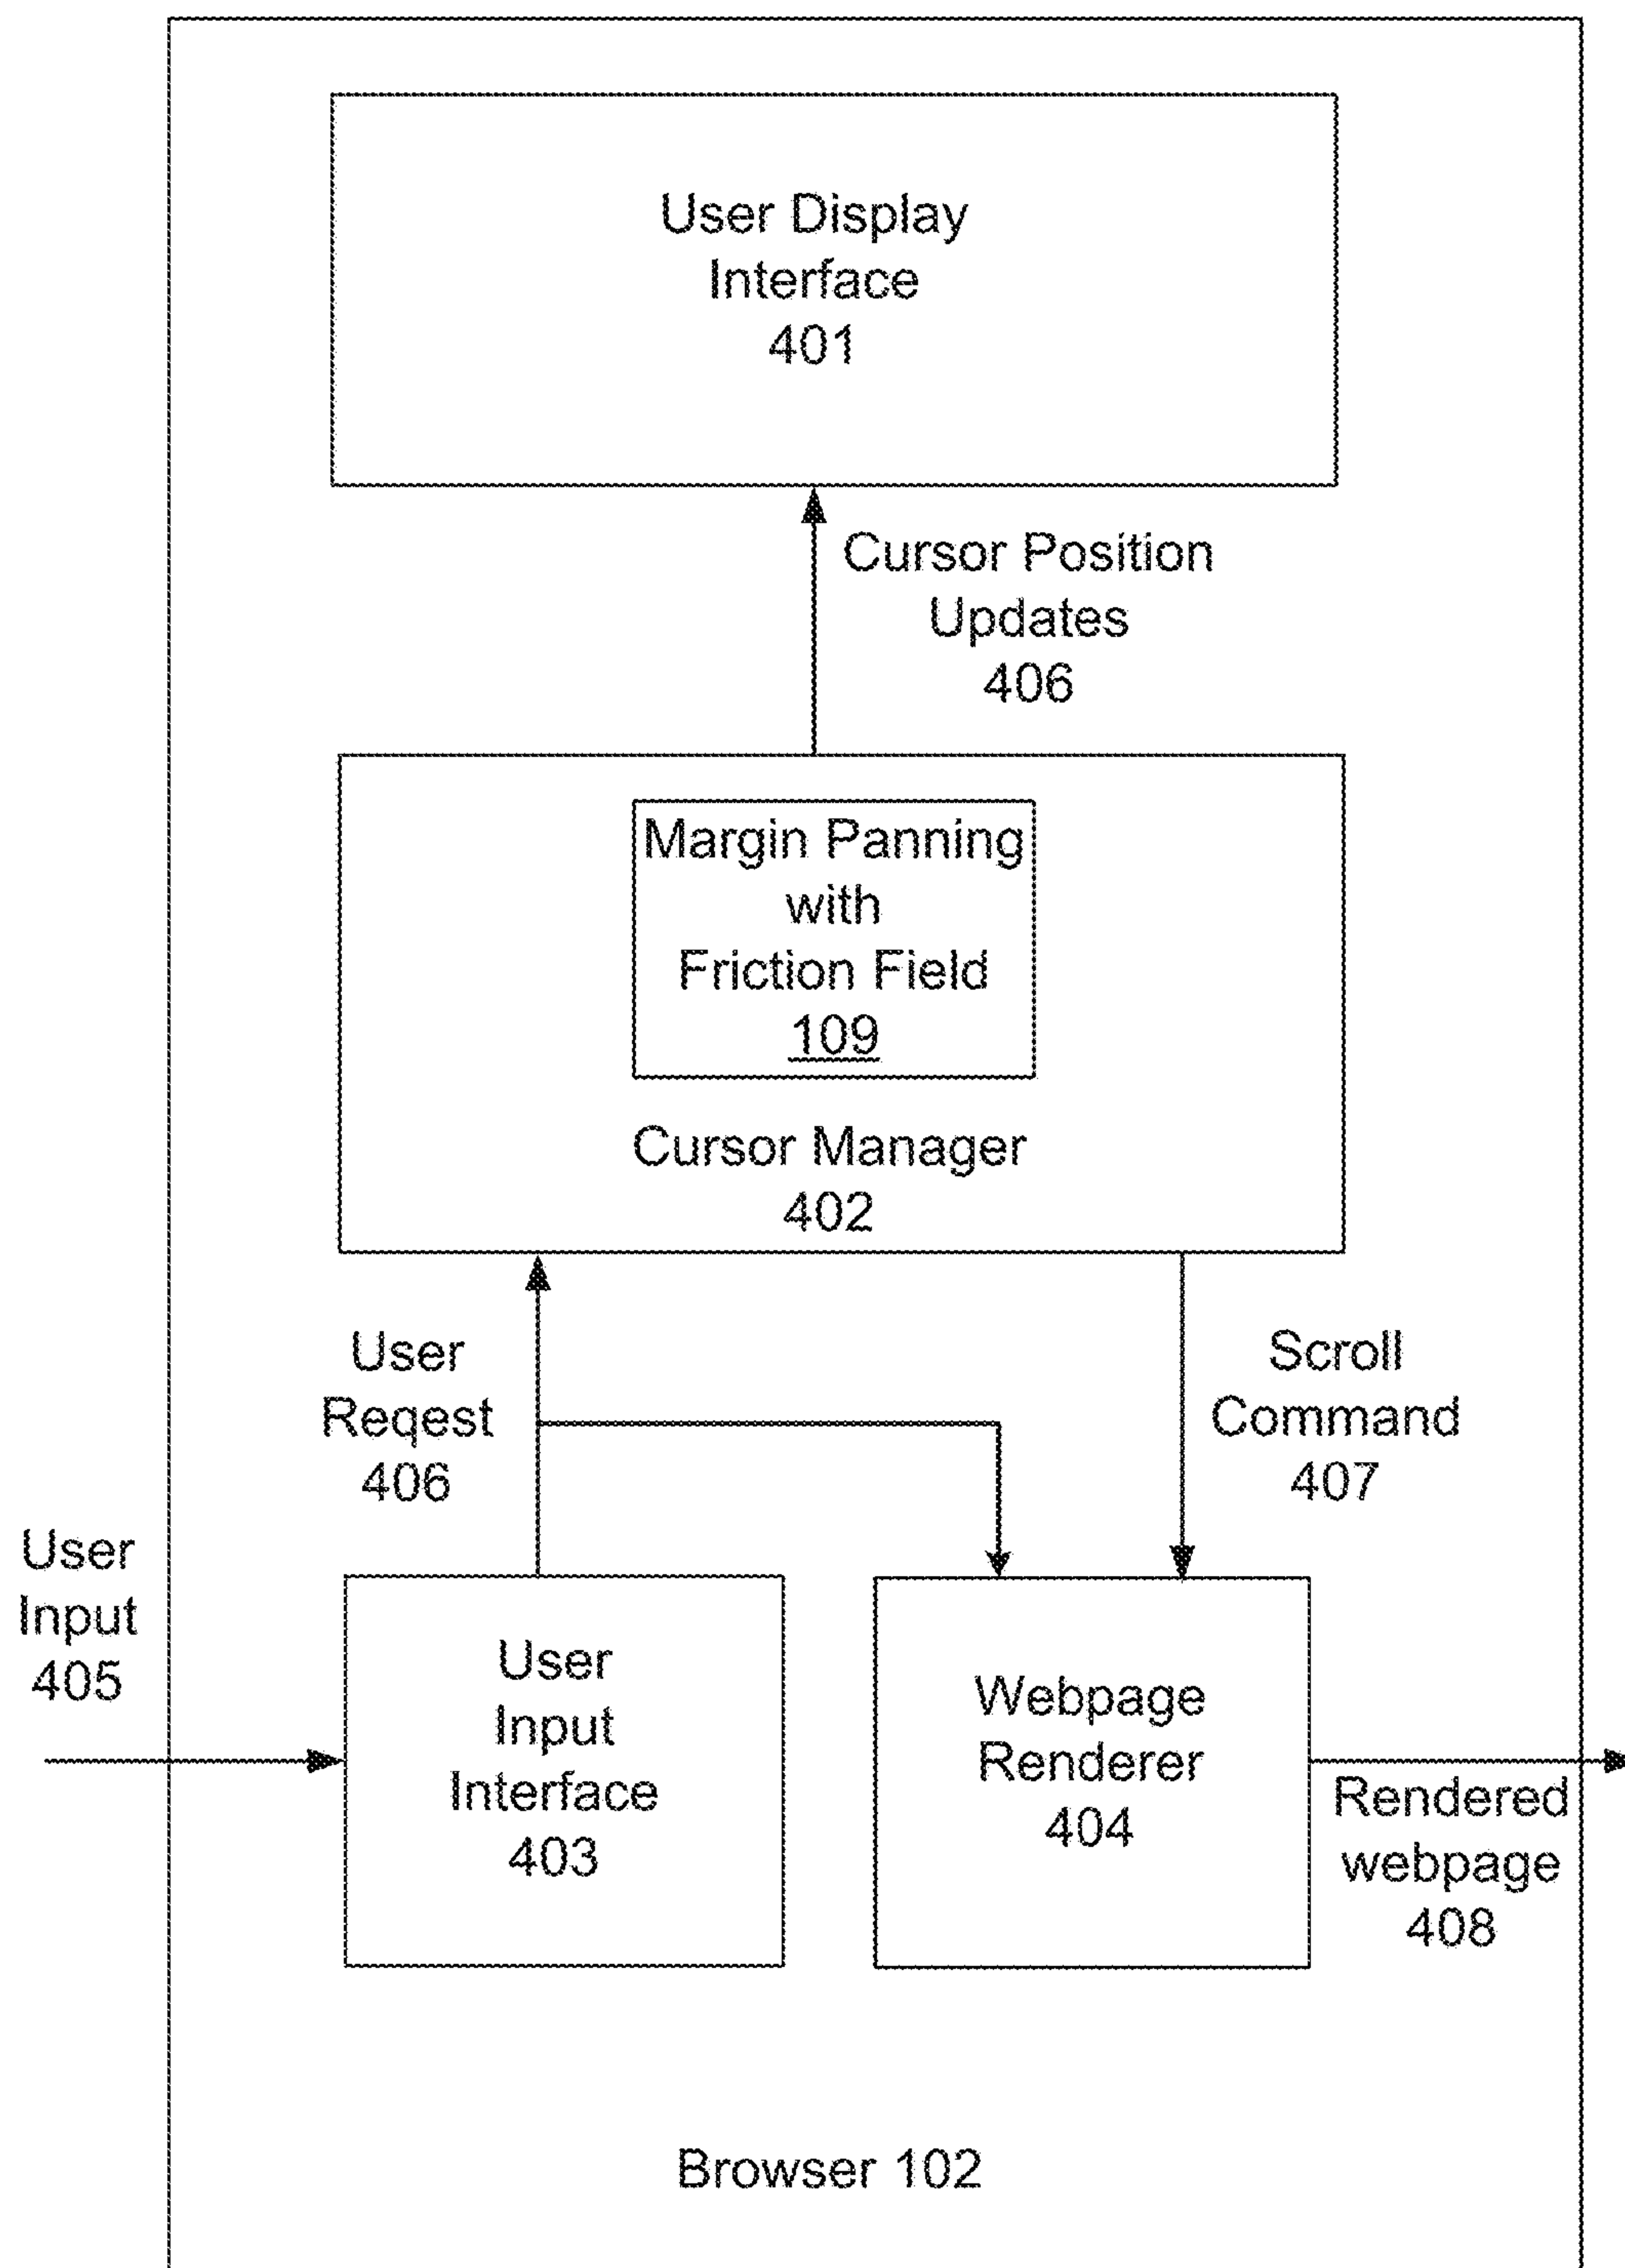 User Display
Interface
401
Cursor Position
Updates
406
Margin Panning
with
Friction Field
109
Cursor Manager
402
User
Reqest
406
Scroll
Command
407
User
Input
405
User
Input
Interface
403
Webpage
Renderer
404
Rendered
webpage
408
Browser 102